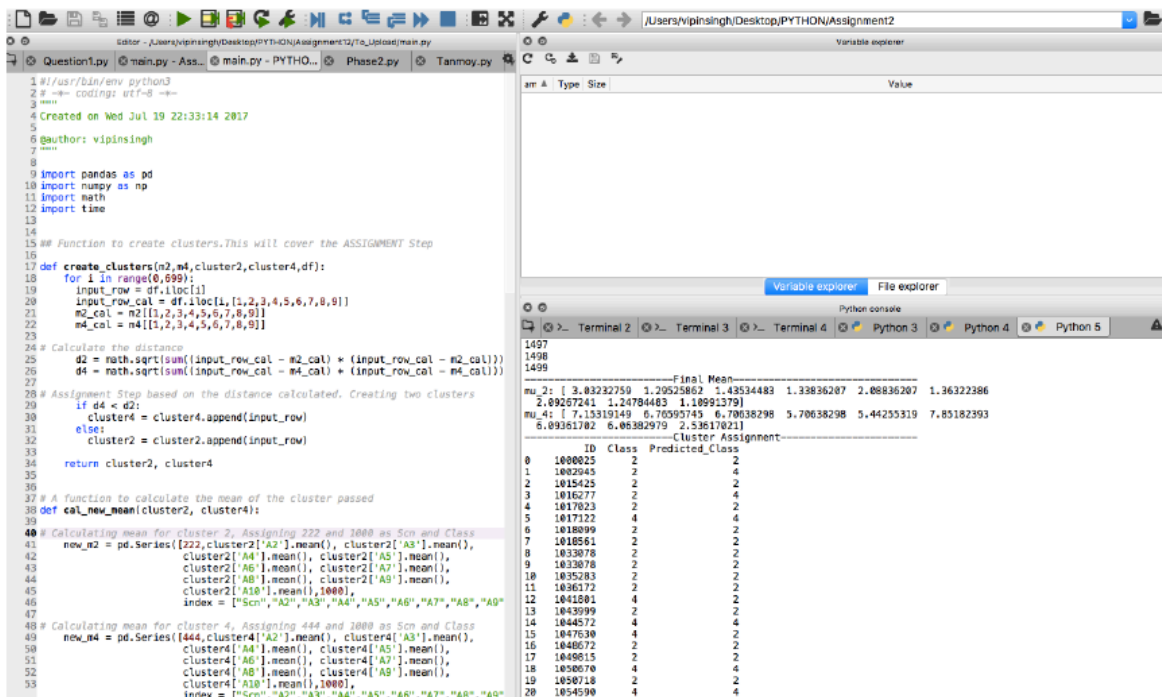 /Users/vipinsingh/Desktop/PYTHON/Assignment2
Editor - /Users/vipinsingh/Desktop/PYTHON/Assignment12/To_Upload/main.py
Question1.py
main.py - Ass...
main.py - PYTHO...
Phase2.py
Tanmoy.py
1 #!/usr/bin/env python3
2 # -*- coding: utf-8 -*-
3 """
4 Created on Wed Jul 19 22:33:14 2017
5
6 @author: vipinsingh
7 """
8
9 import pandas as pd
10 import numpy as np
11 import math
12 import time
13
14
15 ## Function to create clusters.This will cover the ASSIGNMENT Step
16
17 def create_clusters(m2,m4,cluster2,cluster4,df):
18 for i in range(0,699):
19 input_row = df.iloc[i]
20 input_row_cal = df.iloc[i,[1,2,3,4,5,6,7,8,9]]
21 m2_cal = m2[[1,2,3,4,5,6,7,8,9]]
22 m4_cal = m4[[1,2,3,4,5,6,7,8,9]]
23
24 # Calculate the distance
25 d2 = math.sqrt(sum((input_row_cal - m2_cal) * (input_row_cal - m2_cal)))
26 d4 = math.sqrt(sum((input_row_cal - m4_cal) * (input_row_cal - m4_cal)))
27
28 # Assignment Step based on the distance calculated. Creating two clusters
29 if d4 < d2:
30 cluster4 = cluster4.append(input_row)
31 else:
32 cluster2 = cluster2.append(input_row)
33
34 return cluster2, cluster4
35
36
37 # A function to calculate the mean of the cluster passed
38 def cal_new_mean(cluster2, cluster4):
39
40 # Calculating mean for cluster 2, Assigning 222 and 1000 as Scn and Class
41 new_m2 = pd.Series([222,cluster2['A2'].mean(), cluster2['A3'].mean(),
42 cluster2['A4'].mean(), cluster2['A5'].mean(),
43 cluster2['A6'].mean(), cluster2['A7'].mean(),
44 cluster2['A8'].mean(), cluster2['A9'].mean(),
45 cluster2['A10'].mean(),1000],
46 index = ["Scn","A2","A3","A4","A5","A6","A7","A8","A9"
47
48 # Calculating mean for cluster 4, Assigning 444 and 1000 as Scn and Class
49 new_m4 = pd.Series([444,cluster4['A2'].mean(), cluster4['A3'].mean(),
50 cluster4['A4'].mean(), cluster4['A5'].mean(),
51 cluster4['A6'].mean(), cluster4['A7'].mean(),
52 cluster4['A8'].mean(), cluster4['A9'].mean(),
53 cluster4['A10'].mean(),1000],
index = ["Scn","A2","A3","A4","A5","A6","A7","A8","A9"
Variable explorer
am Type Size Value
Variable explorer File explorer
Python console
Terminal 2
Terminal 3
Terminal 4
Python 3
Python 4
Python 5
1497
1498
1499
------Final Mean------
mu_2: [ 3.03232759 1.29525862 1.43534483 1.33836207 2.08836207 1.36322386
2.09267241 1.24784483 1.10991379]
mu_4: [ 7.15319149 6.76595745 6.70638298 5.70638298 5.44255319 7.85182393
6.09361702 6.06382979 2.53617021]
------Cluster Assignment------
ID Class Predicted_Class
0 1000025 2 2
1 1002945 2 4
2 1015425 2 2
3 1016277 2 4
4 1017023 2 2
5 1017122 4 4
6 1018099 2 2
7 1018561 2 2
8 1033078 2 2
9 1033078 2 2
10 1035283 2 2
11 1036172 2 2
12 1041801 4 2
13 1043999 2 2
14 1044572 4 4
15 1047630 4 2
16 1048672 2 2
17 1049815 2 2
18 1050670 4 4
19 1050718 2 2
20 1054590 4 4